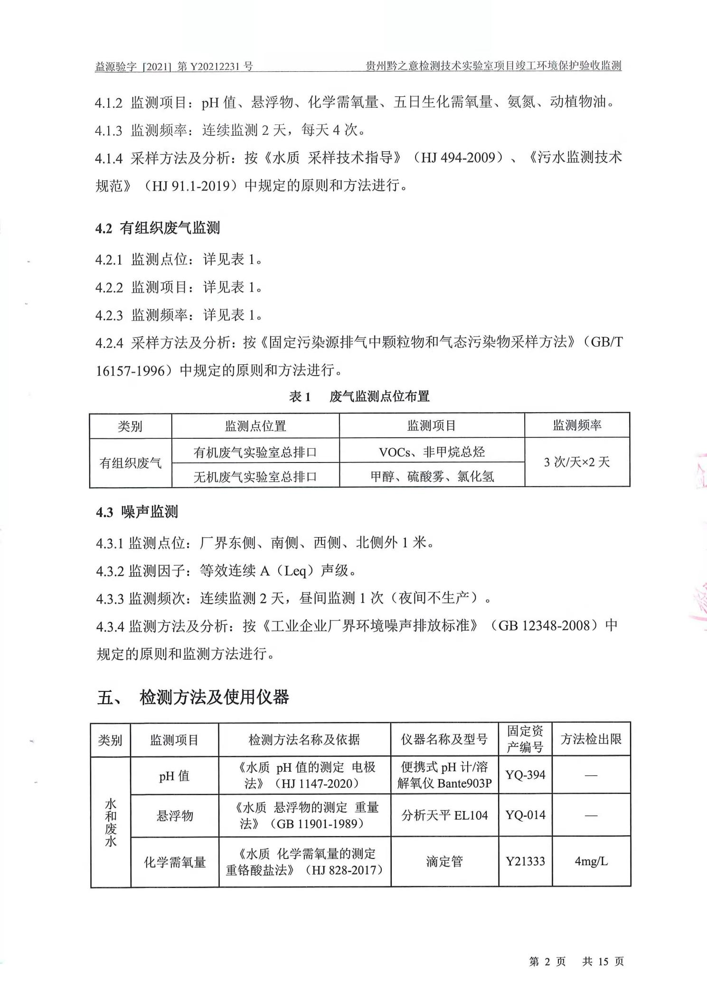 益源验字 [2021] 第 Y20212231 号
贵州黔之意检测技术实验室项目竣工环境保护验收监测
4.1.2 监测项目：pH 值、悬浮物、化学需氧量、五日生化需氧量、氨氮、动植物油。
4.1.3 监测频率：连续监测 2 天，每天 4 次。
4.1.4 采样方法及分析：按《水质 采样技术指导》（HJ 494-2009）、《污水监测技术
规范》（HJ 91.1-2019）中规定的原则和方法进行。
4.2 有组织废气监测
4.2.1 监测点位：详见表 1。
4.2.2 监测项目：详见表 1。
4.2.3 监测频率：详见表 1。
4.2.4 采样方法及分析：按《固定污染源排气中颗粒物和气态污染物采样方法》（GB/T
16157-1996）中规定的原则和方法进行。
表 1 废气监测点位布置
类别 监测点位置 监测项目 监测频率
有组织废气
有机废气实验室总排口 VOCs、非甲烷总烃
3 次/天×2 天
无机废气实验室总排口 甲醇、硫酸雾、氯化氢
4.3 噪声监测
4.3.1 监测点位：厂界东侧、南侧、西侧、北侧外 1 米。
4.3.2 监测因子：等效连续 A（Leq）声级。
4.3.3 监测频次：连续监测 2 天，昼间监测 1 次（夜间不生产）。
4.3.4 监测方法及分析：按《工业企业厂界环境噪声排放标准》（GB 12348-2008）中
规定的原则和监测方法进行。
五、 检测方法及使用仪器
类别 监测项目 检测方法名称及依据 仪器名称及型号 固定资
产编号 方法检出限
水和废水
pH 值 《水质 pH 值的测定 电极
法》（HJ 1147-2020） 便携式 pH 计/溶
解氧仪 Bante903P YQ-394 —
悬浮物 《水质 悬浮物的测定 重量
法》（GB 11901-1989） 分析天平 EL104 YQ-014 —
化学需氧量 《水质 化学需氧量的测定
重铬酸盐法》（HJ 828-2017） 滴定管 Y21333 4mg/L
第 2 页 共 15 页